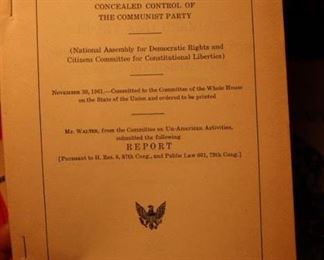 CONCEALED CONTROL OF
THE COMMUNIST PARTY
(National Assembly for Democratic Rights and
Citizens Committee for Constitutional Liberties)
NOVEMBER 30, 1961.—Committed to the Committee of the Whole House
on the State of the Union and ordered to be printed
MR. WALTER, from the Committee on Un-American Activities,
submitted the following
REPORT
[Pursuant to H. Res. 8, 87th Cong., and Public Law 601, 79th Cong.]